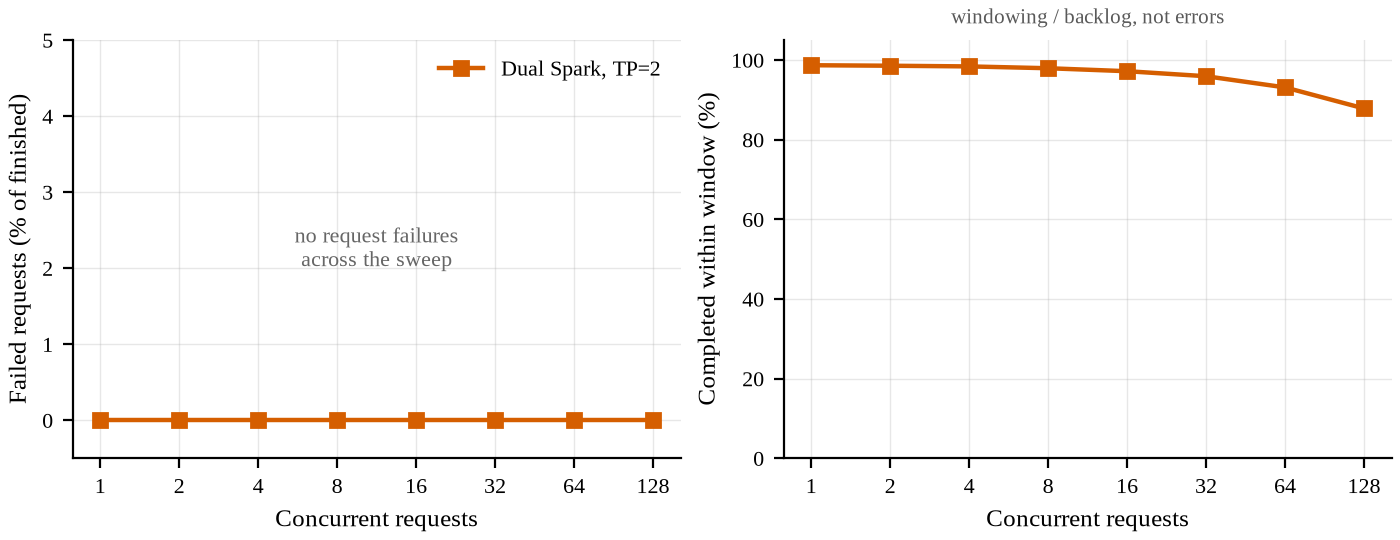 Failed requests (% of finished)
5
4
3
2
1
0
Dual Spark, TP=2
no request failures
across the sweep
1 2 4 8 16 32 64 128
Concurrent requests
windowing / backlog, not errors
Completed within window (%)
100
80
60
40
20
0
1 2 4 8 16 32 64 128
Concurrent requests